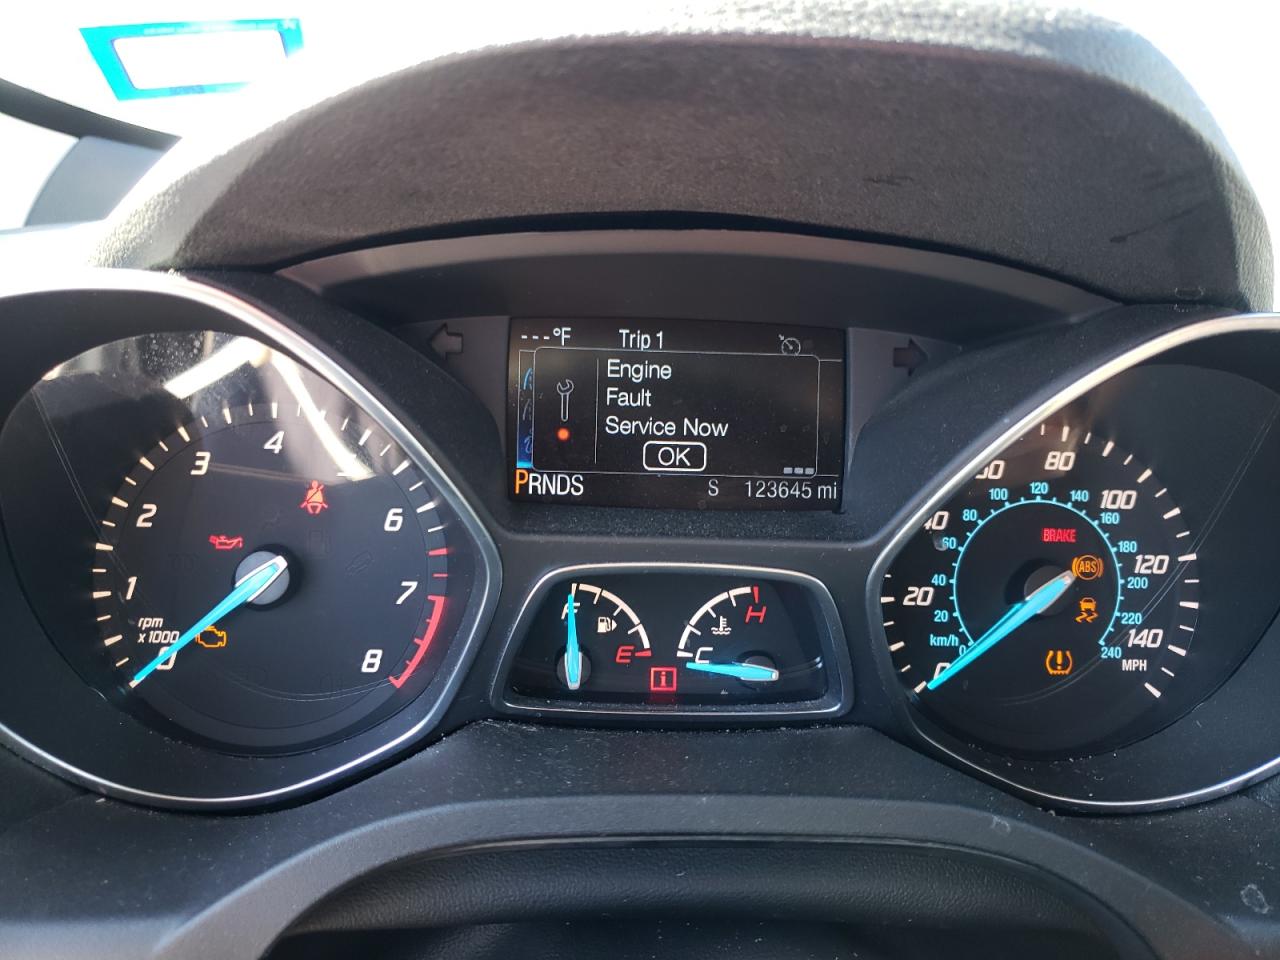 ---°F Trip 1
Engine
Fault
Service Now
OK
PRNDS S 123645 mi
0 1 2 3 4 6 7 8
rpm
x1000
F E
C H
i
0 20 40 60 80 100 120 140
MPH
0 20 40 60 80 100 120 140 160 180 200 220 240
km/h
BRAKE
ABS